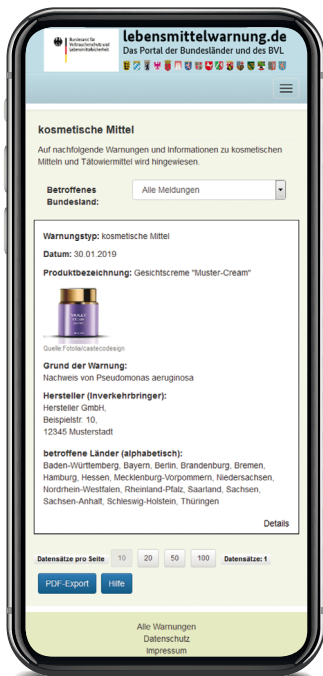 Bundesamt für
Verbraucherschutz und
Lebensmittelsicherheit
lebensmittelwarnung.de
Das Portal der Bundesländer und des BVL
kosmetische Mittel
Auf nachfolgende Warnungen und Informationen zu kosmetischen
Mitteln und Tätowiermittel wird hingewiesen.
Betroffenes
Bundesland:
Alle Meldungen
Warnungstyp: kosmetische Mittel
Datum: 30.01.2019
Produktbezeichnung: Gesichtscreme "Muster-Cream"
Quelle:Fotolia/castecodesign
Grund der Warnung:
Nachweis von Pseudomonas aeruginosa
Hersteller (Inverkehrbringer):
Hersteller GmbH,
Beispielstr. 10,
12345 Musterstadt
betroffene Länder (alphabetisch):
Baden-Württemberg, Bayern, Berlin, Brandenburg, Bremen,
Hamburg, Hessen, Mecklenburg-Vorpommern, Niedersachsen,
Nordrhein-Westfalen, Rheinland-Pfalz, Saarland, Sachsen,
Sachsen-Anhalt, Schleswig-Holstein, Thüringen
Details
Datensätze pro Seite 10 20 50 100 Datensätze: 1
PDF-Export Hilfe
Alle Warnungen
Datenschutz
Impressum